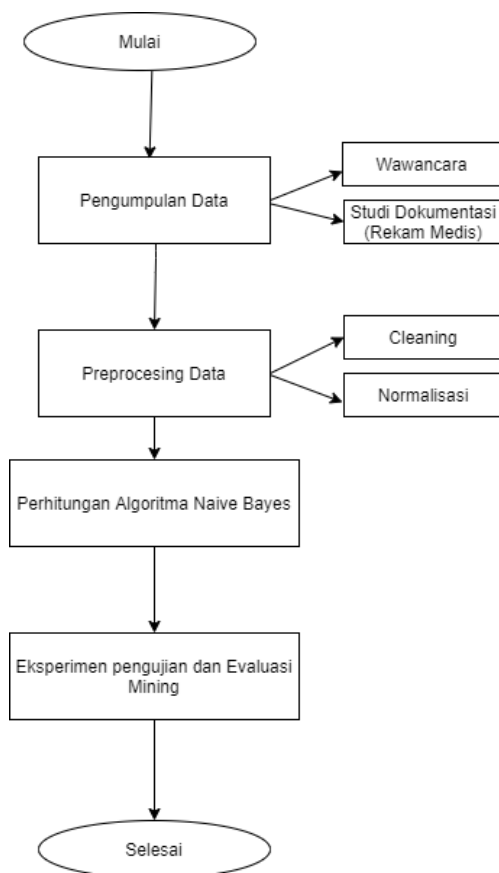 Mulai
Pengumpulan Data
Wawancara
Studi Dokumentasi
(Rekam Medis)
Preprocesing Data
Cleaning
Normalisasi
Perhitungan Algoritma Naive Bayes
Eksperimen pengujian dan Evaluasi
Mining
Selesai